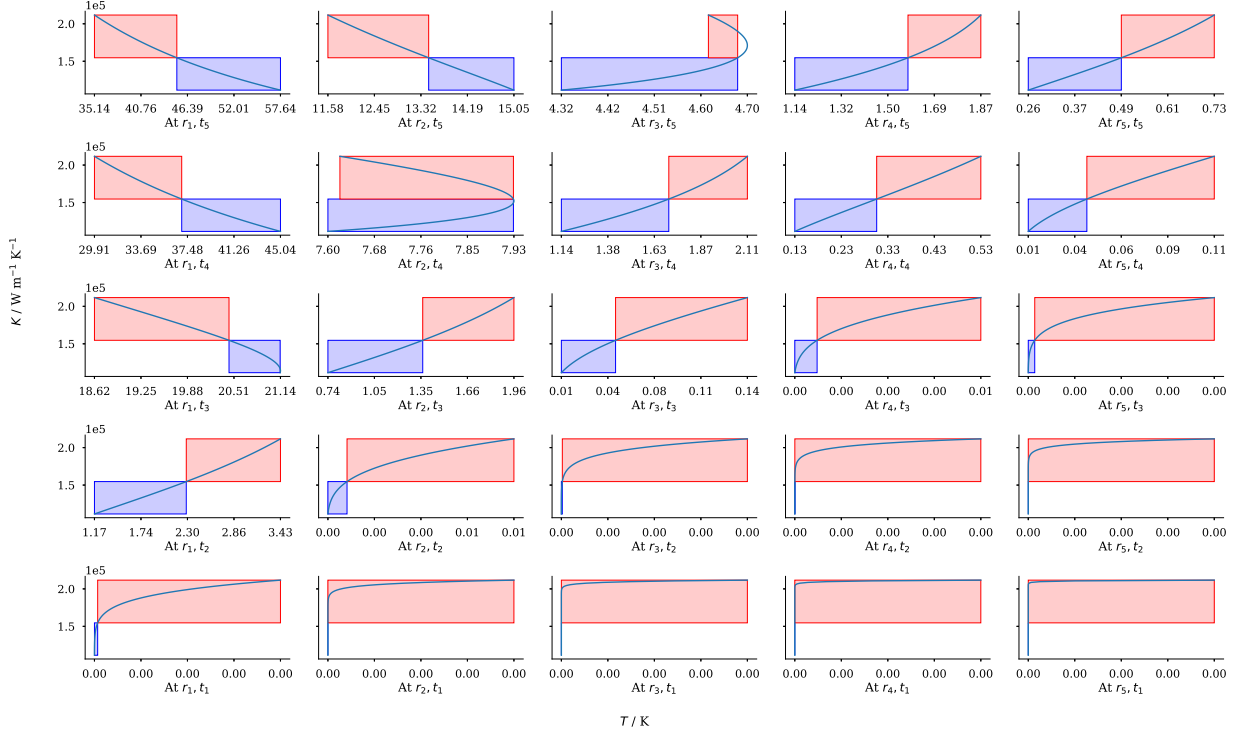 1e5
2.0
1.5
35.14 40.76 46.39 52.01 57.64
At r₁, t₅
11.58 12.45 13.32 14.19 15.05
At r₂, t₅
4.32 4.42 4.51 4.60 4.70
At r₃, t₅
1.14 1.32 1.50 1.69 1.87
At r₄, t₅
0.26 0.37 0.49 0.61 0.73
At r₅, t₅
1e5
2.0
1.5
29.91 33.69 37.48 41.26 45.04
At r₁, t₄
7.60 7.68 7.76 7.85 7.93
At r₂, t₄
1.14 1.38 1.63 1.87 2.11
At r₃, t₄
0.13 0.23 0.33 0.43 0.53
At r₄, t₄
0.01 0.04 0.06 0.09 0.11
At r₅, t₄
K / W m⁻¹ K⁻¹
1e5
2.0
1.5
18.62 19.25 19.88 20.51 21.14
At r₁, t₃
0.74 1.05 1.35 1.66 1.96
At r₂, t₃
0.01 0.04 0.08 0.11 0.14
At r₃, t₃
0.00 0.00 0.00 0.00 0.01
At r₄, t₃
0.00 0.00 0.00 0.00 0.00
At r₅, t₃
1e5
2.0
1.5
1.17 1.74 2.30 2.86 3.43
At r₁, t₂
0.00 0.00 0.00 0.01 0.01
At r₂, t₂
0.00 0.00 0.00 0.00 0.00
At r₃, t₂
0.00 0.00 0.00 0.00 0.00
At r₄, t₂
0.00 0.00 0.00 0.00 0.00
At r₅, t₂
1e5
2.0
1.5
0.00 0.00 0.00 0.00 0.00
At r₁, t₁
0.00 0.00 0.00 0.00 0.00
At r₂, t₁
0.00 0.00 0.00 0.00 0.00
At r₃, t₁
0.00 0.00 0.00 0.00 0.00
At r₄, t₁
0.00 0.00 0.00 0.00 0.00
At r₅, t₁
T / K